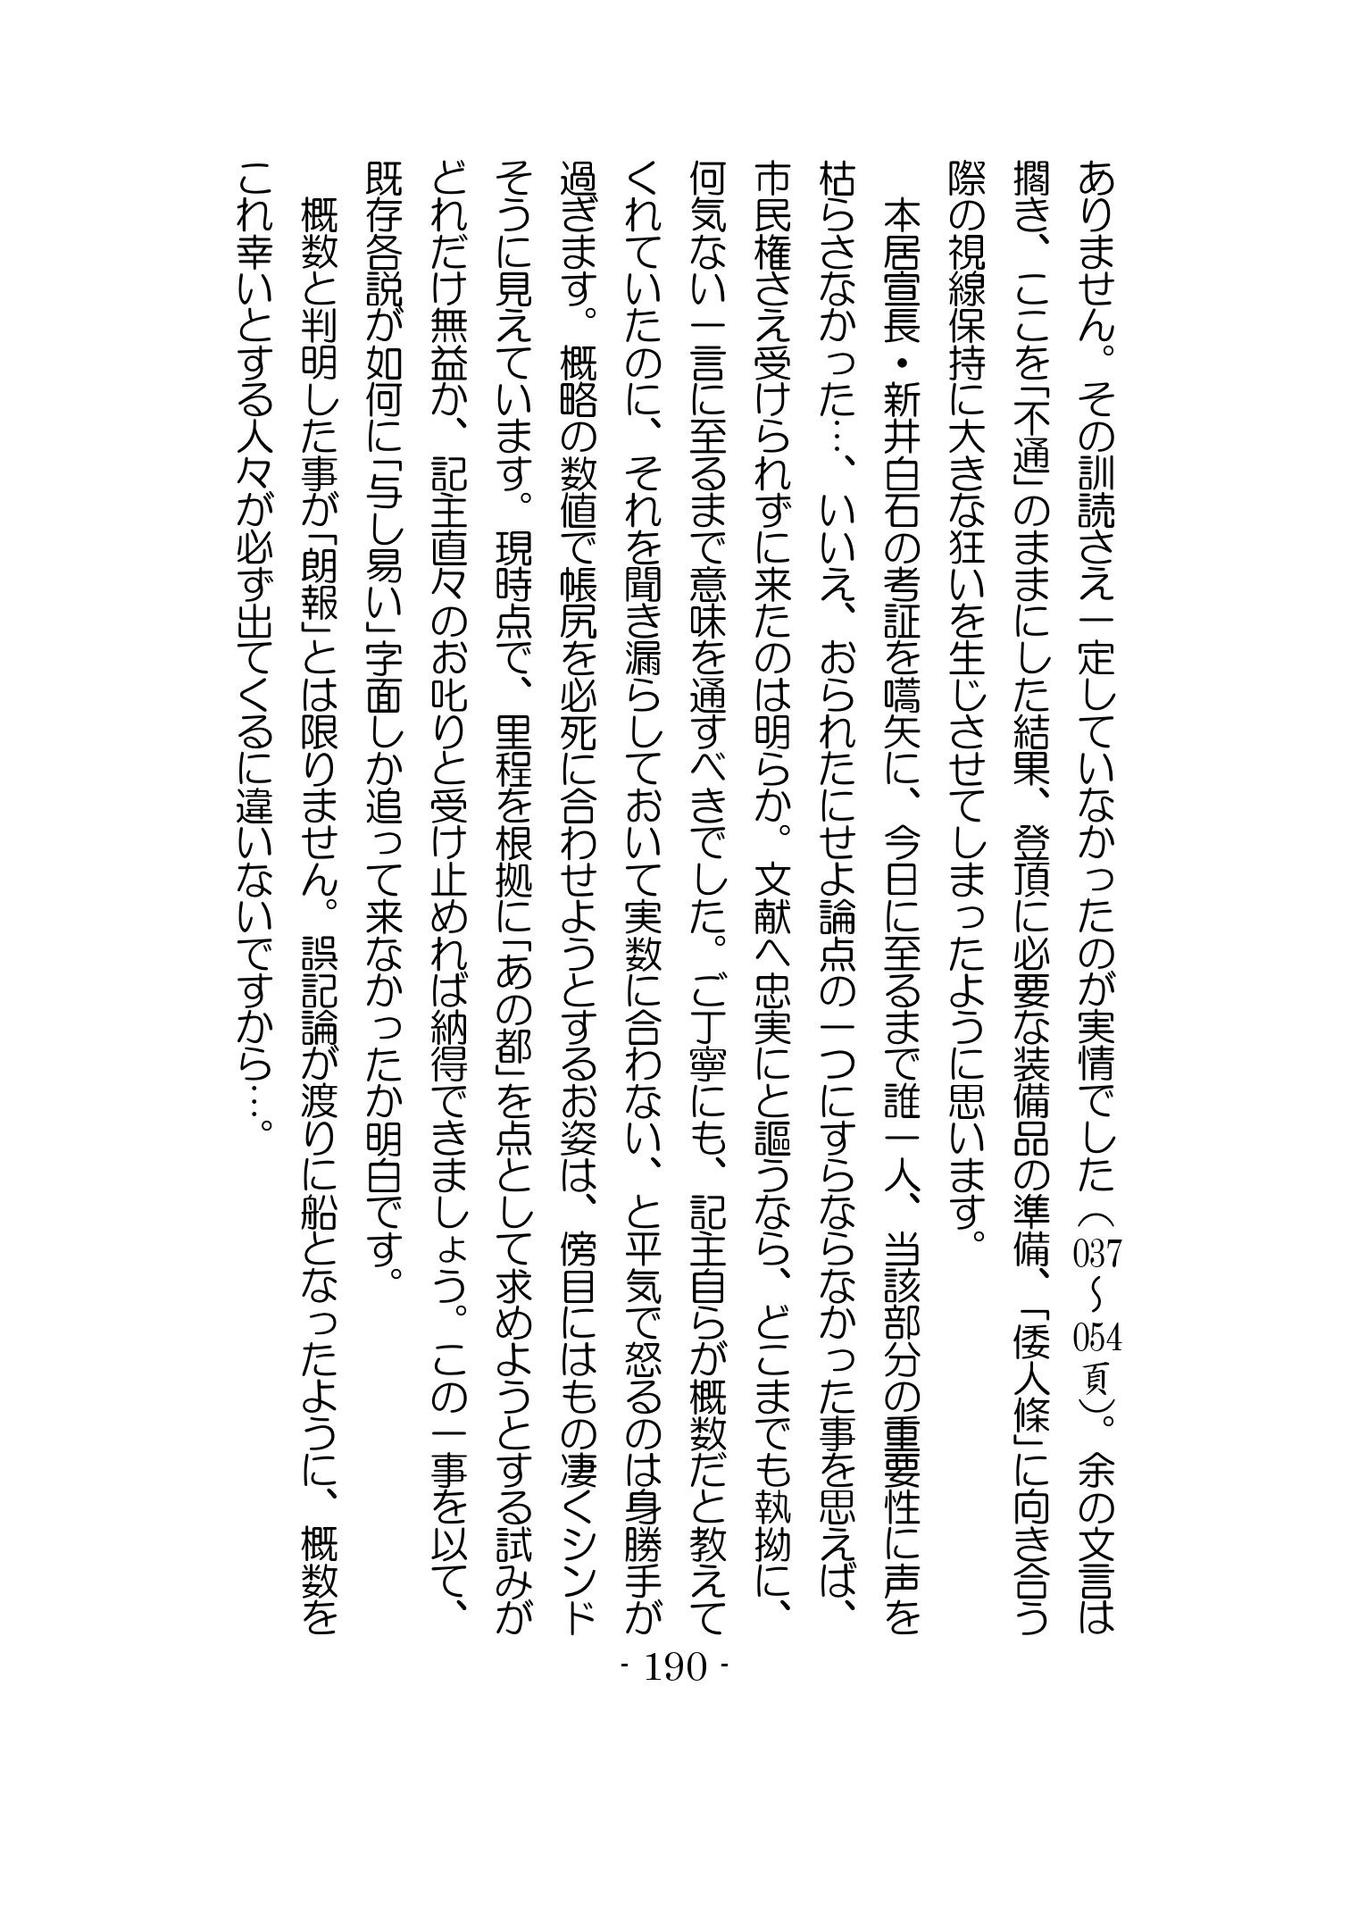 ありません。その訓読さえ一定していなかったのが実情でした（037～054頁）。余の文言は
擱き、ここを「不通」のままにした結果、登頂に必要な装備品の準備、「倭人條」に向き合う
際の視線保持に大きな狂いを生じさせてしまったように思います。
　本居宣長・新井白石の考証を嚆矢に、今日に至るまで誰一人、当該部分の重要性に声を
枯らさなかった…、いいえ、おられたにせよ論点の一つにすらならなかった事を思えば、
市民権さえ受けられずに来たのは明らか。文献へ忠実にと謳うなら、どこまでも執拗に、
何気ない一言に至るまで意味を通すべきでした。ご丁寧にも、記主自らが概数だと教えて
くれていたのに、それを聞き漏らしておいて実数に合わない、と平気で怒るのは身勝手が
過ぎます。概略の数値で帳尻を必死に合わせようとするお姿は、傍目にはもの凄くシンド
そうに見えています。現時点で、里程を根拠に「あの都」を点として求めようとする試みが
どれだけ無益か、記主直々のお叱りと受け止めれば納得できましょう。この一事を以て、
既存各説が如何に「与し易い」字面しか追って来なかったか明白です。
　概数と判明した事が「朗報」とは限りません。誤記論が渡りに船となったように、概数を
これ幸いとする人々が必ず出てくるに違いないですから…。
- 190 -